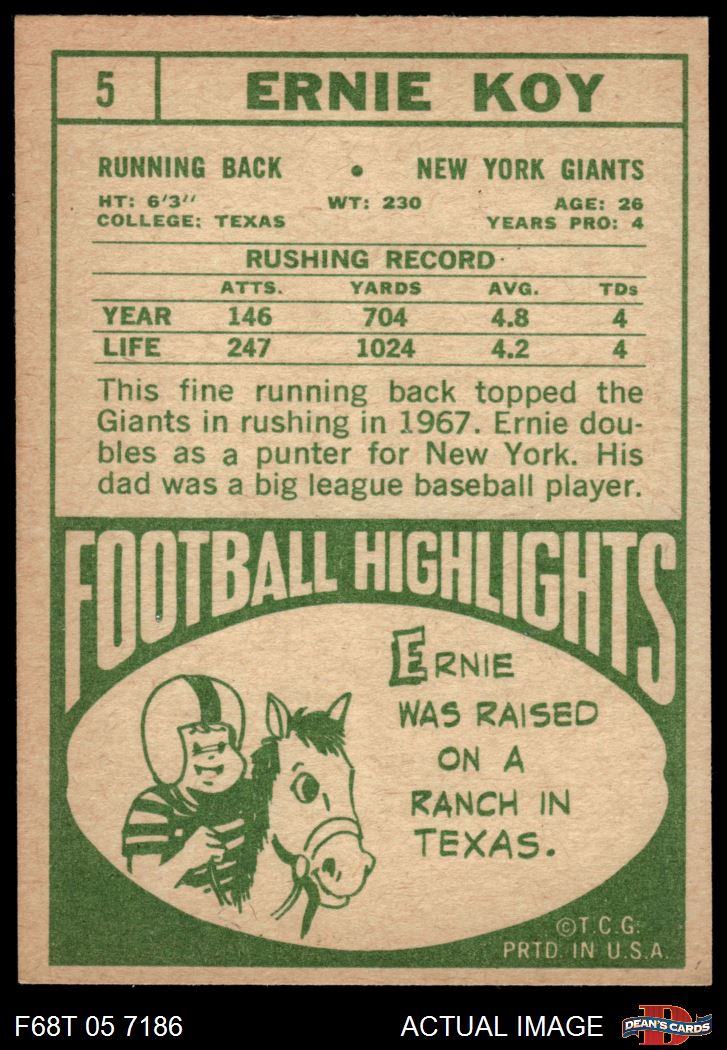 5 ERNIE KOY
RUNNING BACK • NEW YORK GIANTS
HT: 6'3" WT: 230 AGE: 26
COLLEGE: TEXAS YEARS PRO: 4
RUSHING RECORD
ATTS. YARDS AVG. TDs
YEAR 146 704 4.8 4
LIFE 247 1024 4.2 4
This fine running back topped the
Giants in rushing in 1967. Ernie dou-
bles as a punter for New York. His
dad was a big league baseball player.
FOOTBALL HIGHLIGHTS
ERNIE
WAS RAISED
ON A
RANCH IN
TEXAS.
©T.C.G.
PRTD. IN U.S.A.
F68T 05 7186 ACTUAL IMAGE D DEAN'S CARDS